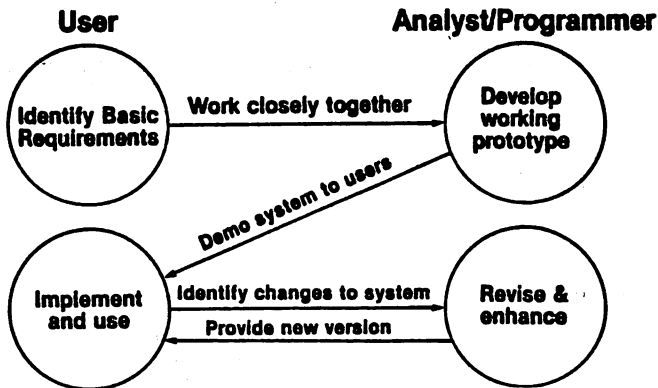 User
Analyst/Programmer
Identify Basic
Requirements
Work closely together
Develop
working
prototype
Demo system to users
Implement
and use
Identify changes to system
Provide new version
Revise &
enhance